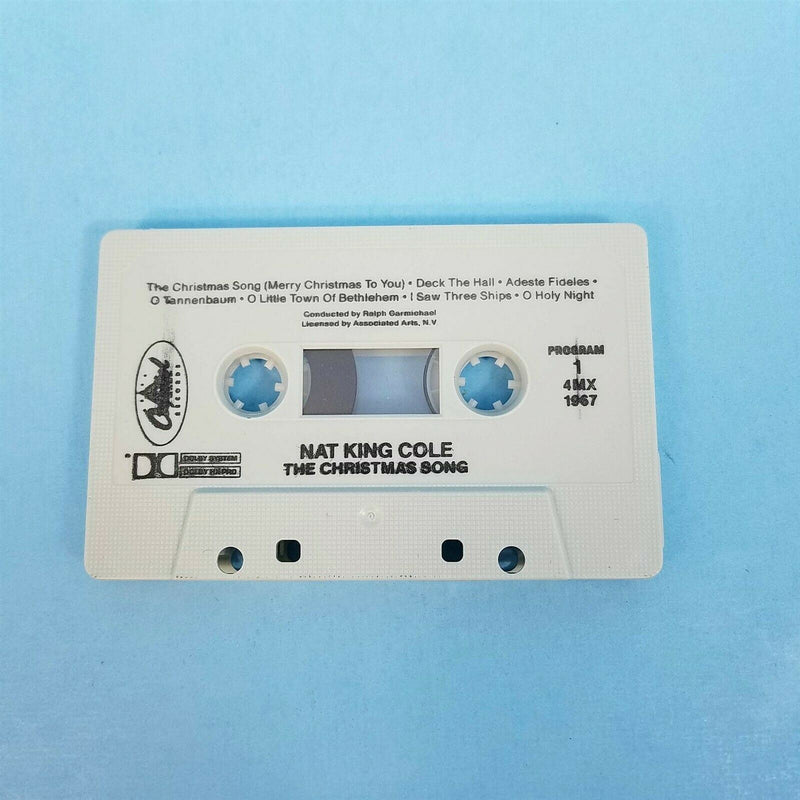 The Christmas Song (Merry Christmas To You) • Deck The Hall • Adeste Fideles •
O Tannenbaum • O Little Town Of Bethlehem • I Saw Three Ships • O Holy Night
Conducted by Ralph Carmichael
Licensed by Associated Arts, N.V
PROGRAM
1
4MX
1967
Capitol
RECORDS
DOLBY SYSTEM
DOLBY HX PRO
NAT KING COLE
THE CHRISTMAS SONG